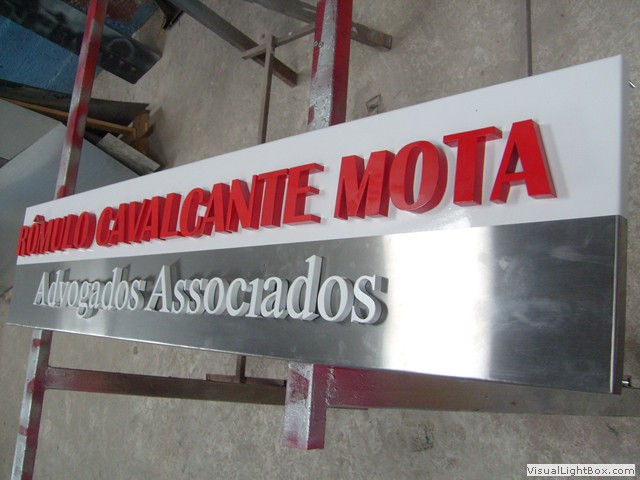 RÔMULO CAVALCANTE MOTA
Advogados Associados
VisualLightBox.com